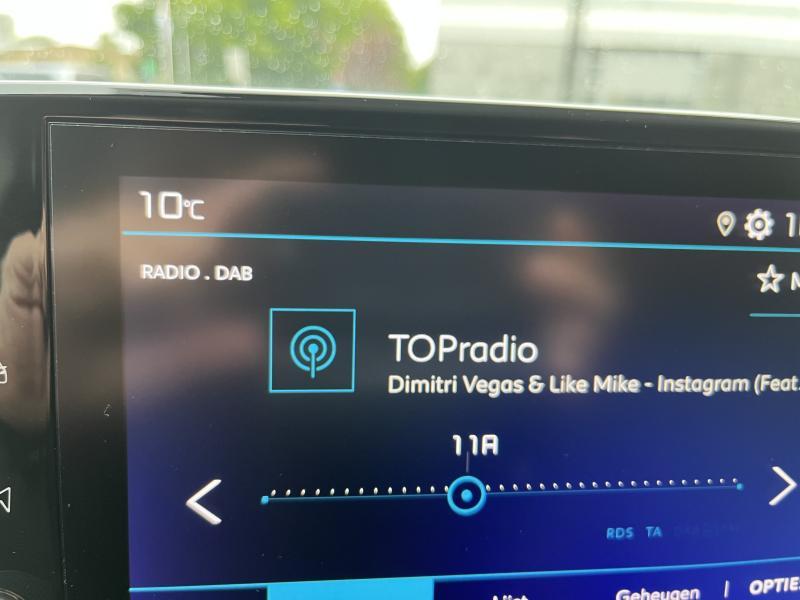 10°C
RADIO . DAB
TOPradio
Dimitri Vegas & Like Mike - Instagram (Feat.
11A
RDS TA
Geheugen | OPTIE